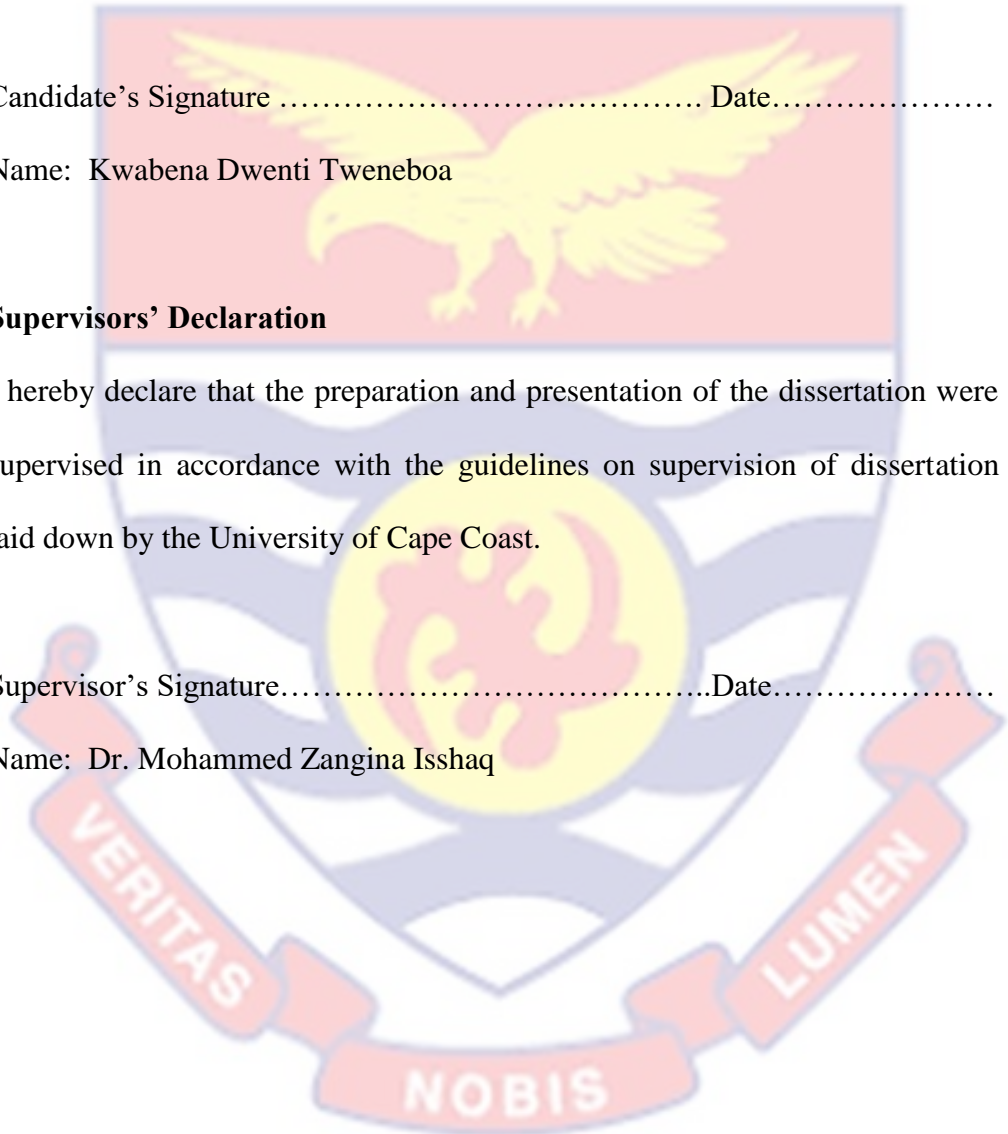 Candidate’s Signature …………………………………. Date…………………
Name: Kwabena Dwenti Tweneboa
Supervisors’ Declaration
hereby declare that the preparation and presentation of the dissertation were
supervised in accordance with the guidelines on supervision of dissertation
laid down by the University of Cape Coast.
Supervisor’s Signature…………………………………..Date…………………
Name: Dr. Mohammed Zangina Isshaq
VERITAS
NOBIS
LUMEN